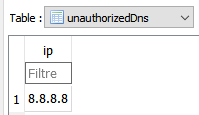 Table : unauthorizedDns
ip
Filtre
1 8.8.8.8